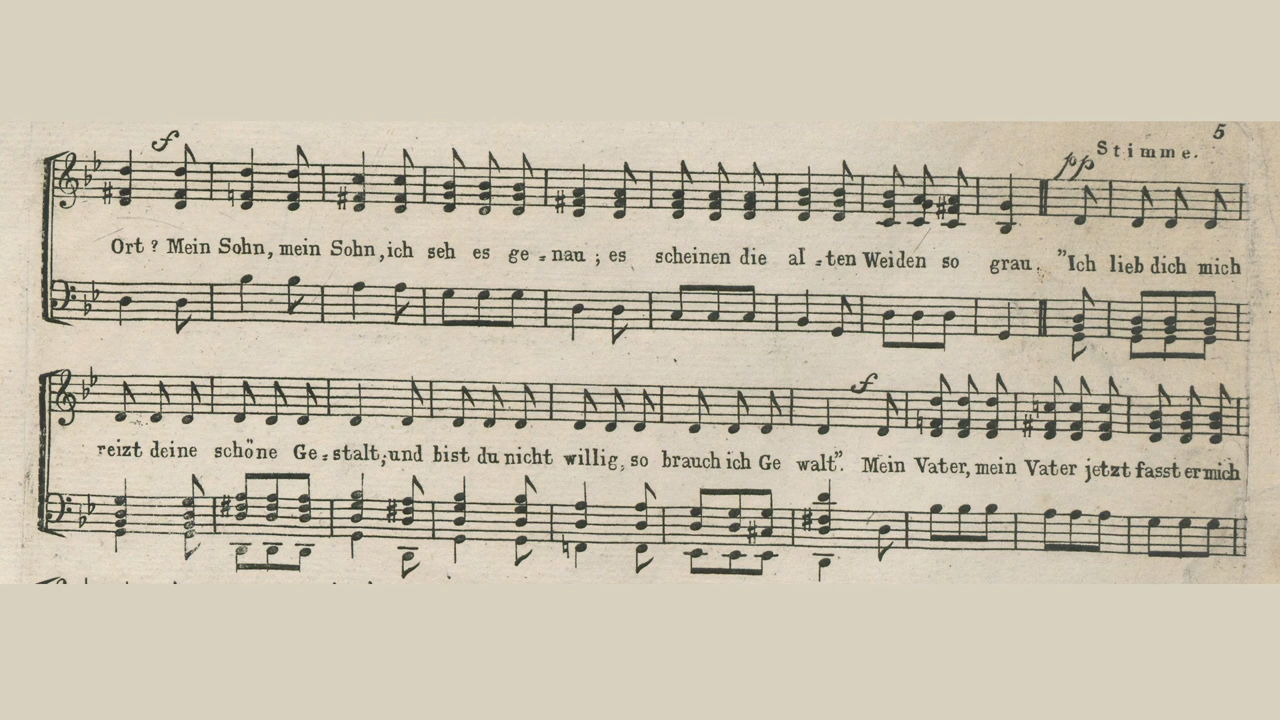 5
f
pp Stimme.
Ort? Mein Sohn, mein Sohn, ich seh es ge-nau; es scheinen die al-ten Weiden so grau. "Ich lieb dich mich
f
reizt deine schöne Ge-stalt, und bist du nicht willig, so brauch ich Ge walt". Mein Vater, mein Vater jetzt fasst er mich